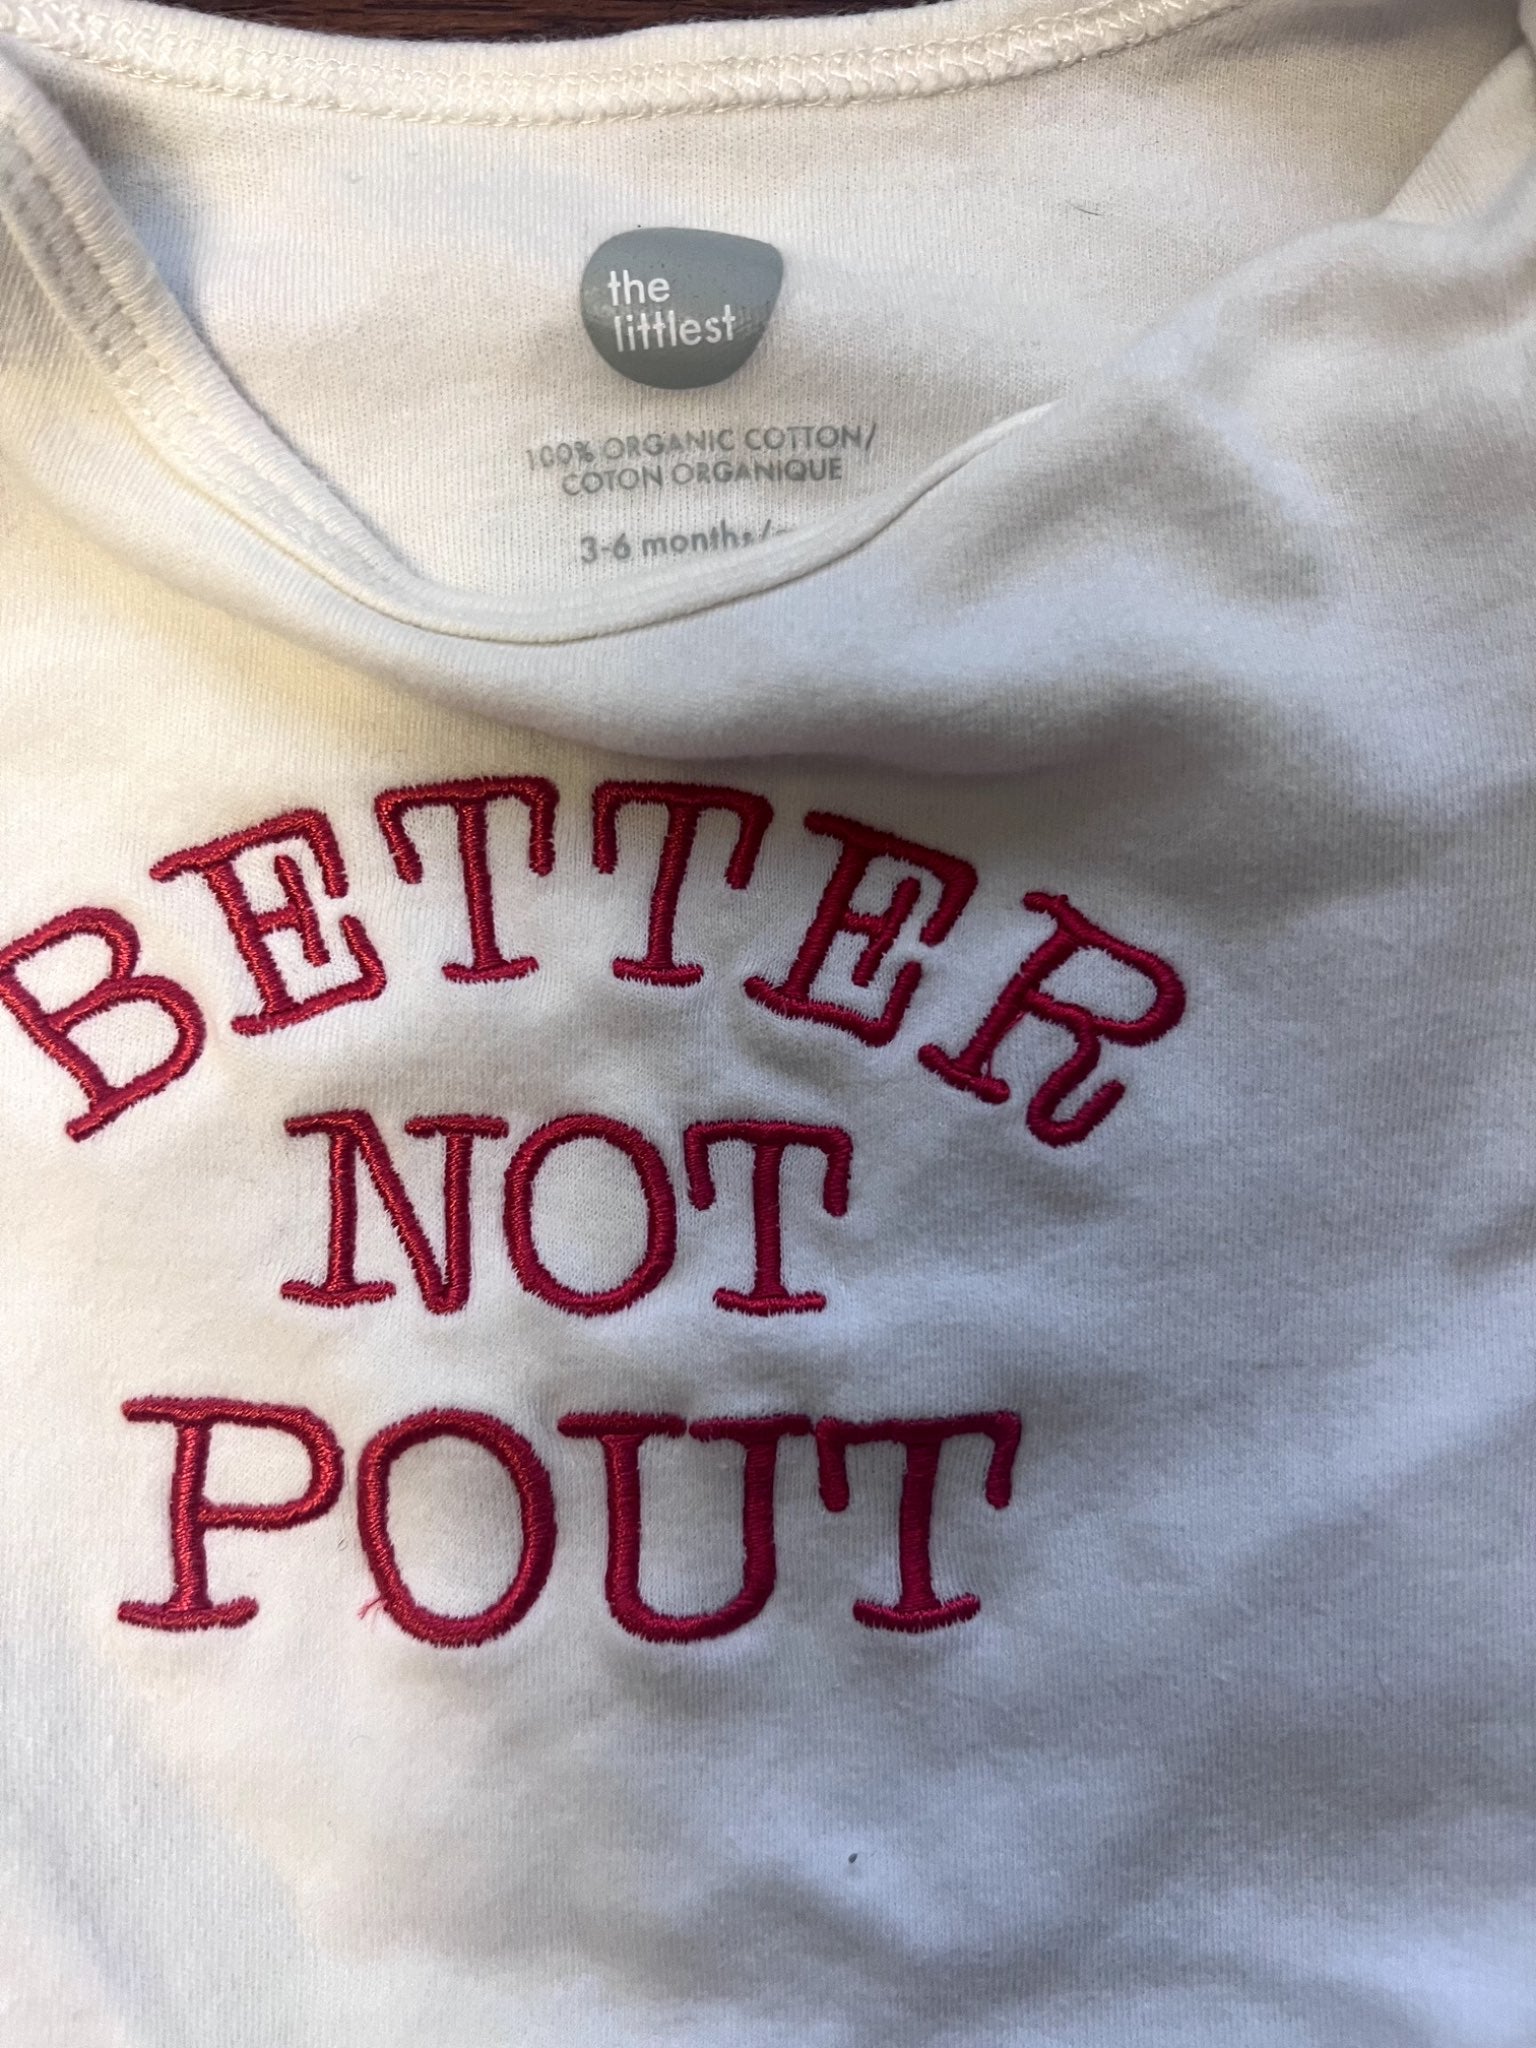 the
littlest
100% ORGANIC COTTON/
COTON ORGANIQUE
3-6 months/
BETTER
NOT
POUT